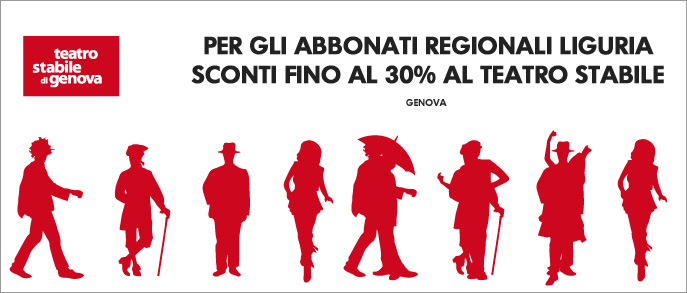 teatro
stabile
di genova
PER GLI ABBONATI REGIONALI LIGURIA
SCONTI FINO AL 30% AL TEATRO STABILE
GENOVA